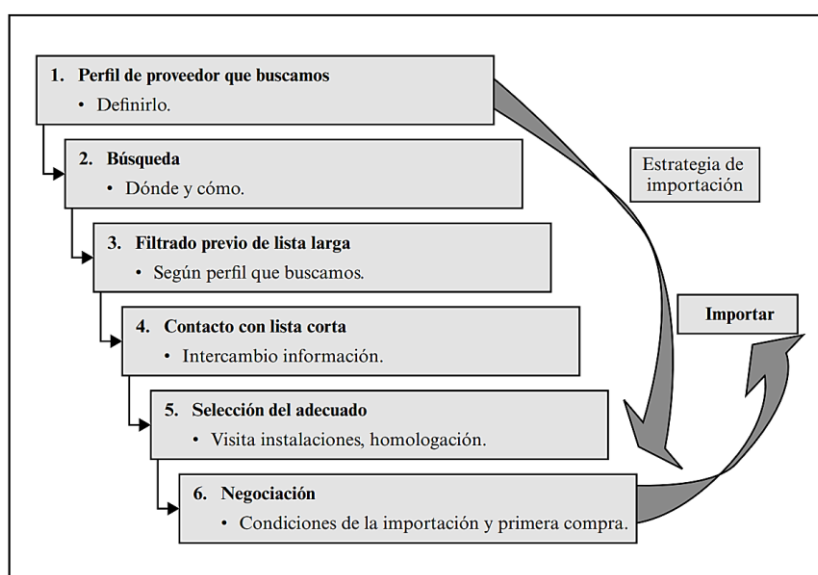 1. Perfil de proveedor que buscamos
• Definirlo.
2. Búsqueda
• Dónde y cómo.
3. Filtrado previo de lista larga
• Según perfil que buscamos.
4. Contacto con lista corta
• Intercambio información.
5. Selección del adecuado
• Visita instalaciones, homologación.
6. Negociación
• Condiciones de la importación y primera compra.
Estrategia de
importación
Importar